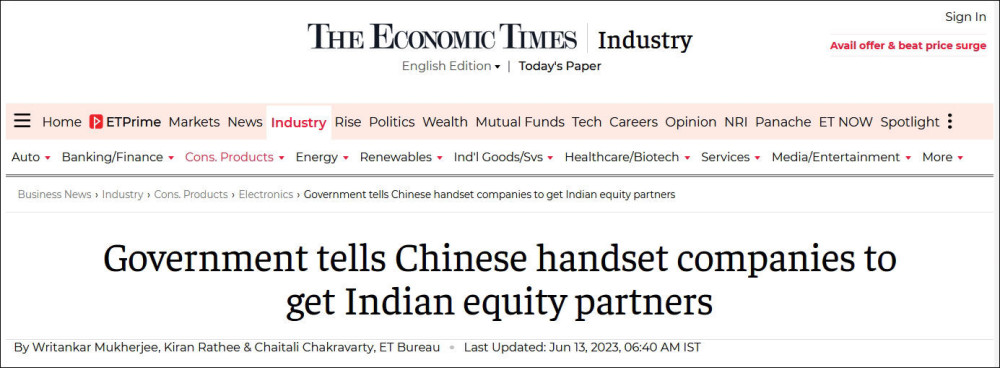 Sign In
THE ECONOMIC TIMES | Industry
Avail offer & beat price surge
English Edition | Today's Paper
Home ETPrime Markets News Industry Rise Politics Wealth Mutual Funds Tech Careers Opinion NRI Panache ET NOW Spotlight
Auto Banking/Finance Cons. Products Energy Renewables Ind'l Goods/Svs Healthcare/Biotech Services Media/Entertainment More
Business News › Industry › Cons. Products › Electronics › Government tells Chinese handset companies to get Indian equity partners
Government tells Chinese handset companies to
get Indian equity partners
By Writankar Mukherjee, Kiran Rathee & Chaitali Chakravarty, ET Bureau • Last Updated: Jun 13, 2023, 06:40 AM IST